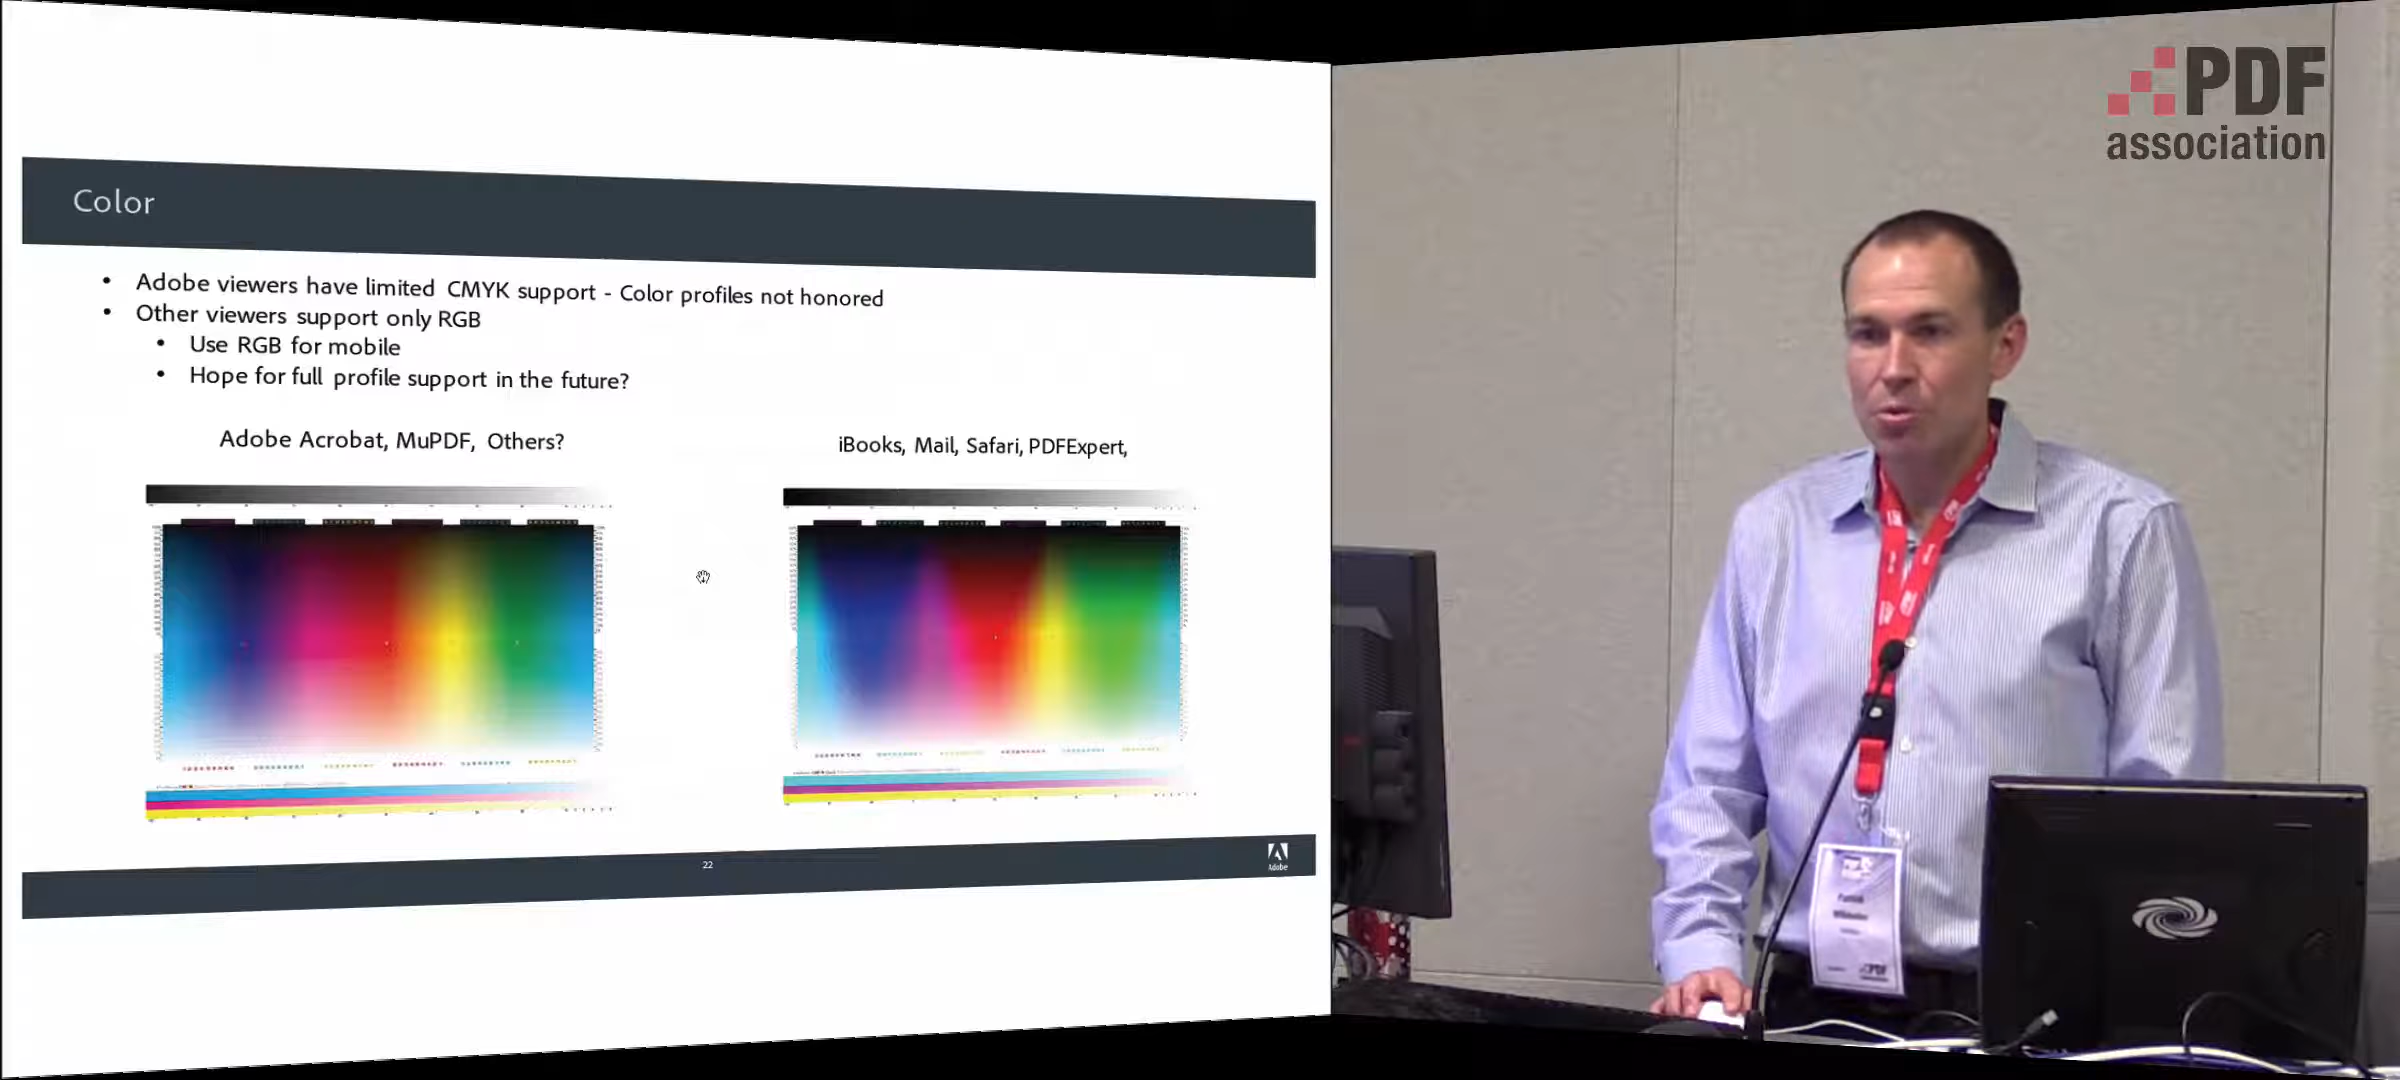 Color
• Adobe viewers have limited CMYK support - Color profiles not honored
• Other viewers support only RGB
• Use RGB for mobile
• Hope for full profile support in the future?
Adobe Acrobat, MuPDF, Others?
iBooks, Mail, Safari, PDFExpert,
22
Adobe
PDF
association
PDF